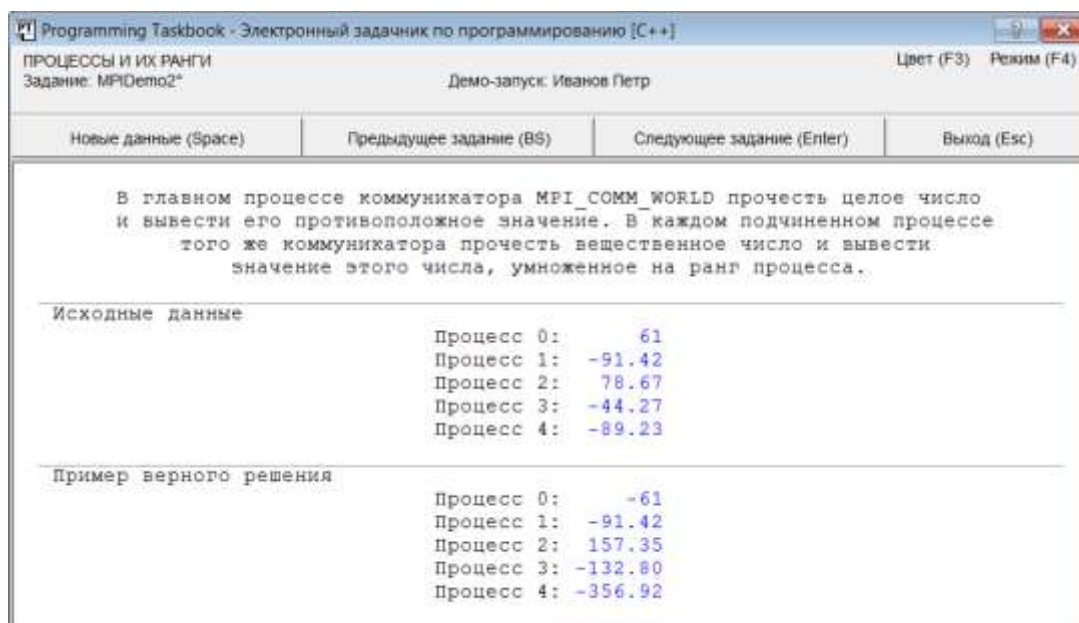 Programming Taskbook - Электронный задачник по программированию [C++]
ПРОЦЕССЫ И ИХ РАНГИ
Цвет (F3) Режим (F4)
Задание: MPIDemo2°
Демо-запуск: Иванов Петр
Новые данные (Space) Предыдущее задание (BS) Следующее задание (Enter) Выход (Esc)
В главном процессе коммуникатора MPI_COMM_WORLD прочесть целое число
и вывести его противоположное значение. В каждом подчиненном процессе
того же коммуникатора прочесть вещественное число и вывести
значение этого числа, умноженное на ранг процесса.
Исходные данные
Процесс 0: 61
Процесс 1: -91.42
Процесс 2: 78.67
Процесс 3: -44.27
Процесс 4: -89.23
Пример верного решения
Процесс 0: -61
Процесс 1: -91.42
Процесс 2: 157.35
Процесс 3: -132.80
Процесс 4: -356.92